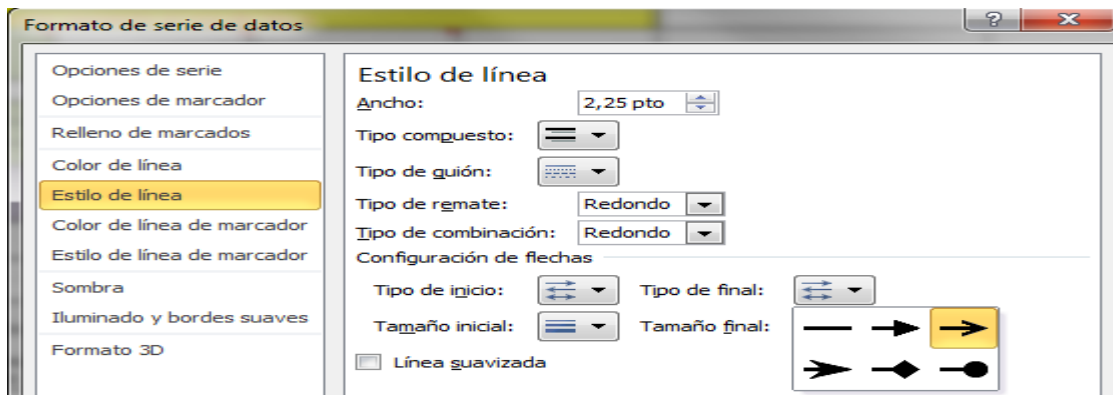 Formato de serie de datos
?
Opciones de serie
Opciones de marcador
Relleno de marcados
Color de línea
Estilo de línea
Color de línea de marcador
Estilo de línea de marcador
Sombra
Iluminado y bordes suaves
Formato 3D
Estilo de línea
Ancho: 2,25 pto
Tipo compuesto:
Tipo de guión:
Tipo de remate: Redondo
Tipo de combinación: Redondo
Configuración de flechas
Tipo de inicio: Tipo de final:
Tamaño inicial: Tamaño final:
Línea suavizada